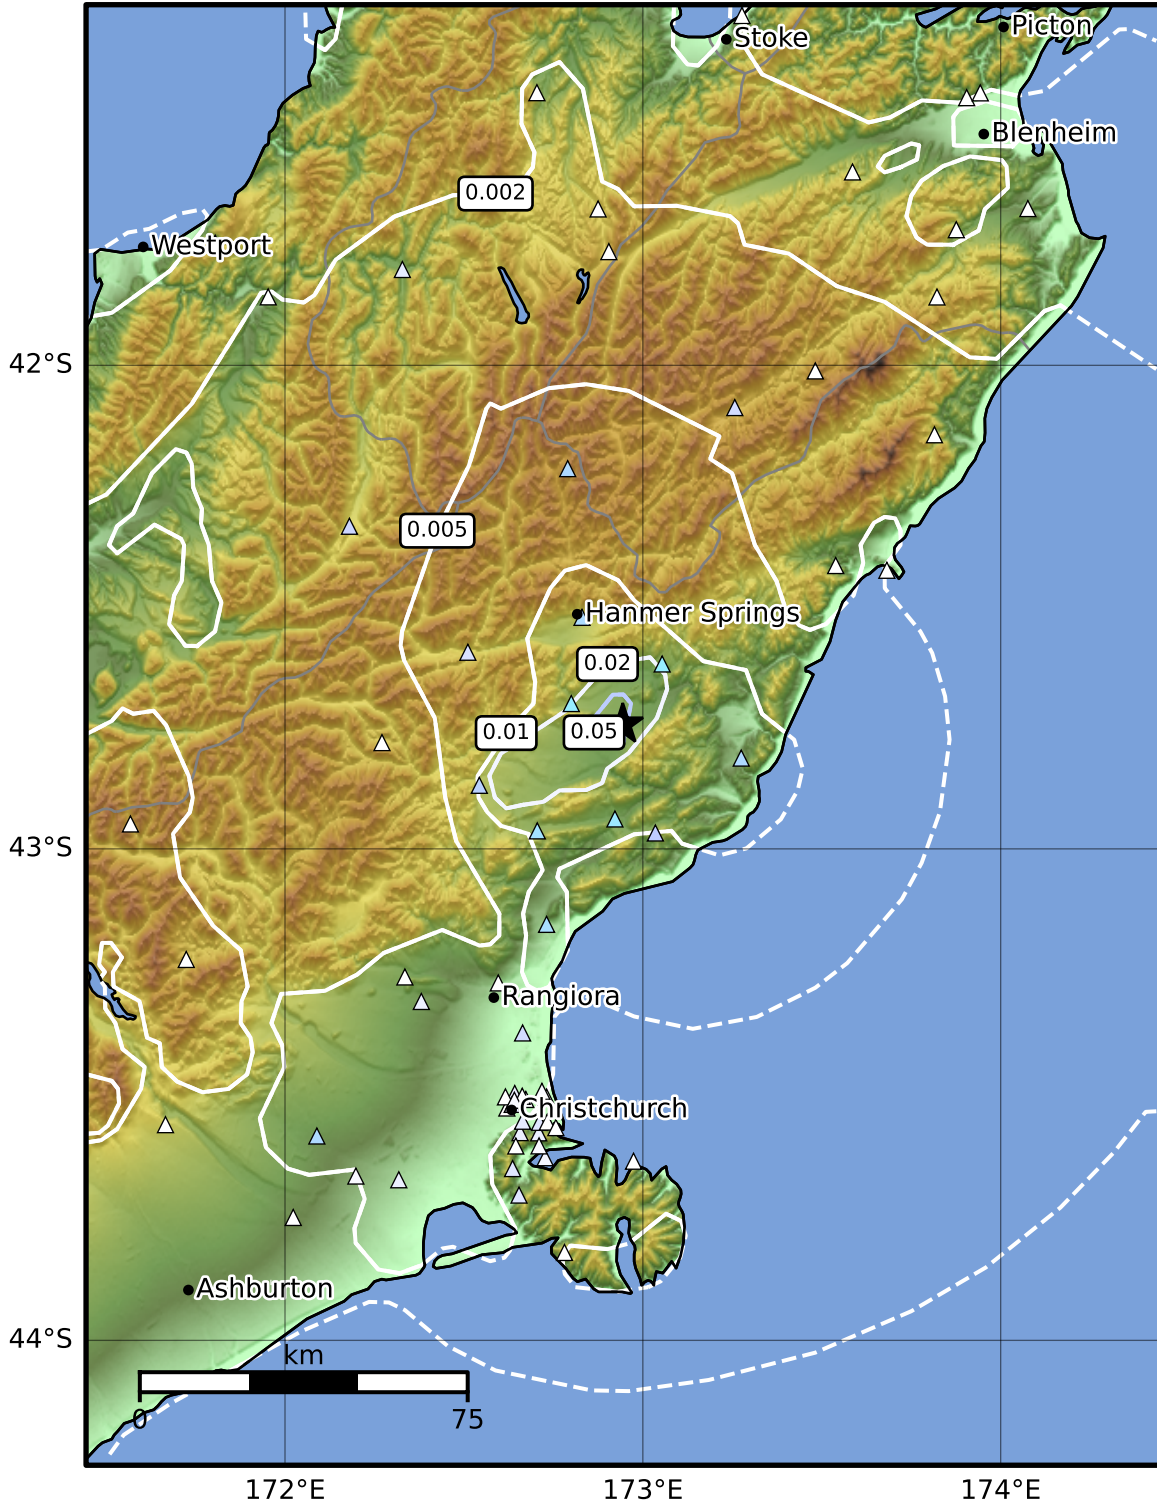 Stoke
Picton
Blenheim
0.002
Westport
42°S
0.005
Hanmer Springs
0.02
0.01
0.05
43°S
Rangiora
Christchurch
Ashburton
44°S
km
0
75
172°E
173°E
174°E